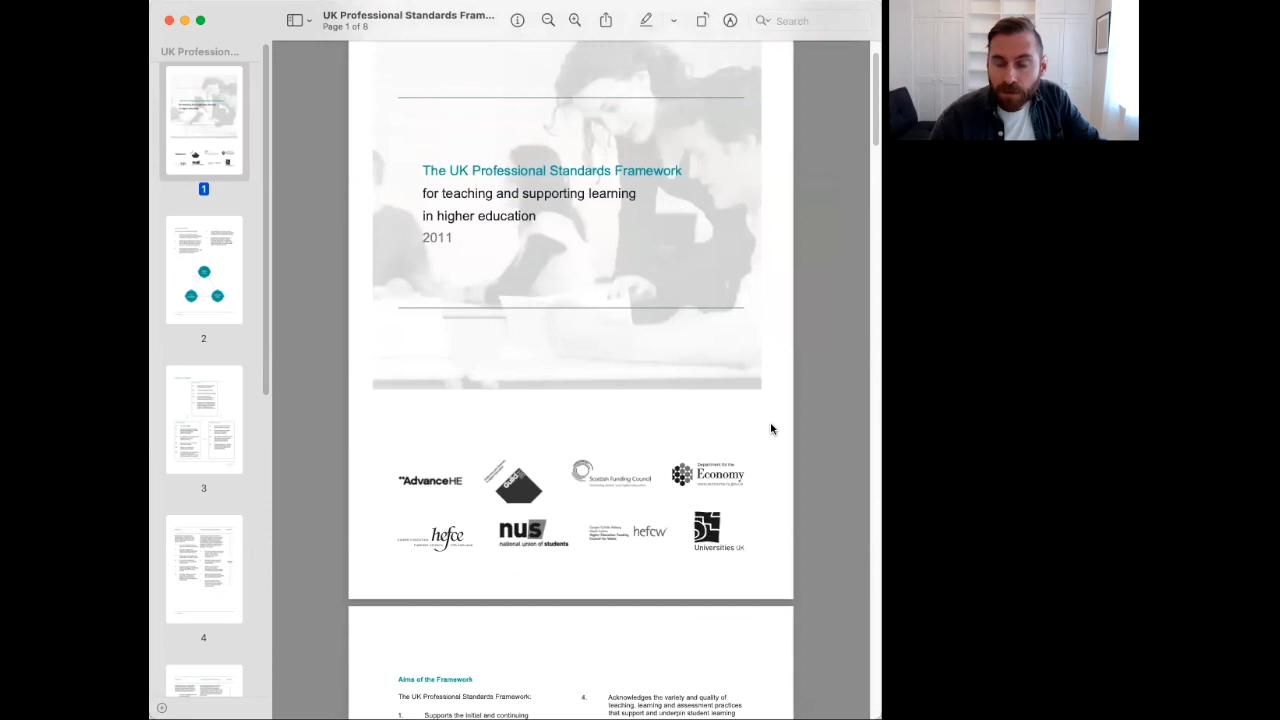 UK Professional Standards Fram...
Page 1 of 8
Search
UK Profession...
1
2
3
4
The UK Professional Standards Framework
for teaching and supporting learning
in higher education
2011
AdvanceHE
guild
Scottish Funding Council
Department for the
Economy
hefce
nus
national union of students
hefcw
Universities UK
Aims of the Framework
The UK Professional Standards Framework:
1. Supports the initial and continuing
4. Acknowledges the variety and quality of
teaching, learning and assessment practices
that support and underpin student learning